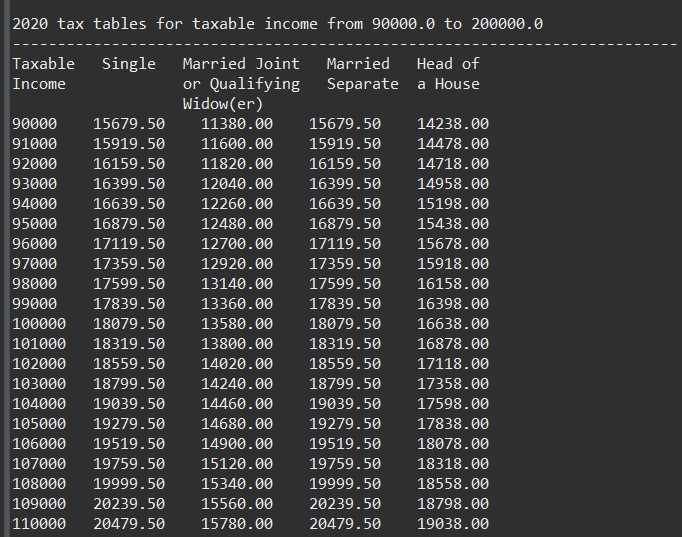 2020 tax tables for taxable income from 90000.0 to 200000.0
---------------------------------------------------------------------------
Taxable   Single   Married Joint   Married   Head of
Income   or Qualifying   Separate   a House
Widow(er)
90000    15679.50    11380.00    15679.50    14238.00
91000    15919.50    11600.00    15919.50    14478.00
92000    16159.50    11820.00    16159.50    14718.00
93000    16399.50    12040.00    16399.50    14958.00
94000    16639.50    12260.00    16639.50    15198.00
95000    16879.50    12480.00    16879.50    15438.00
96000    17119.50    12700.00    17119.50    15678.00
97000    17359.50    12920.00    17359.50    15918.00
98000    17599.50    13140.00    17599.50    16158.00
99000    17839.50    13360.00    17839.50    16398.00
100000   18079.50    13580.00    18079.50    16638.00
101000   18319.50    13800.00    18319.50    16878.00
102000   18559.50    14020.00    18559.50    17118.00
103000   18799.50    14240.00    18799.50    17358.00
104000   19039.50    14460.00    19039.50    17598.00
105000   19279.50    14680.00    19279.50    17838.00
106000   19519.50    14900.00    19519.50    18078.00
107000   19759.50    15120.00    19759.50    18318.00
108000   19999.50    15340.00    19999.50    18558.00
109000   20239.50    15560.00    20239.50    18798.00
110000   20479.50    15780.00    20479.50    19038.00